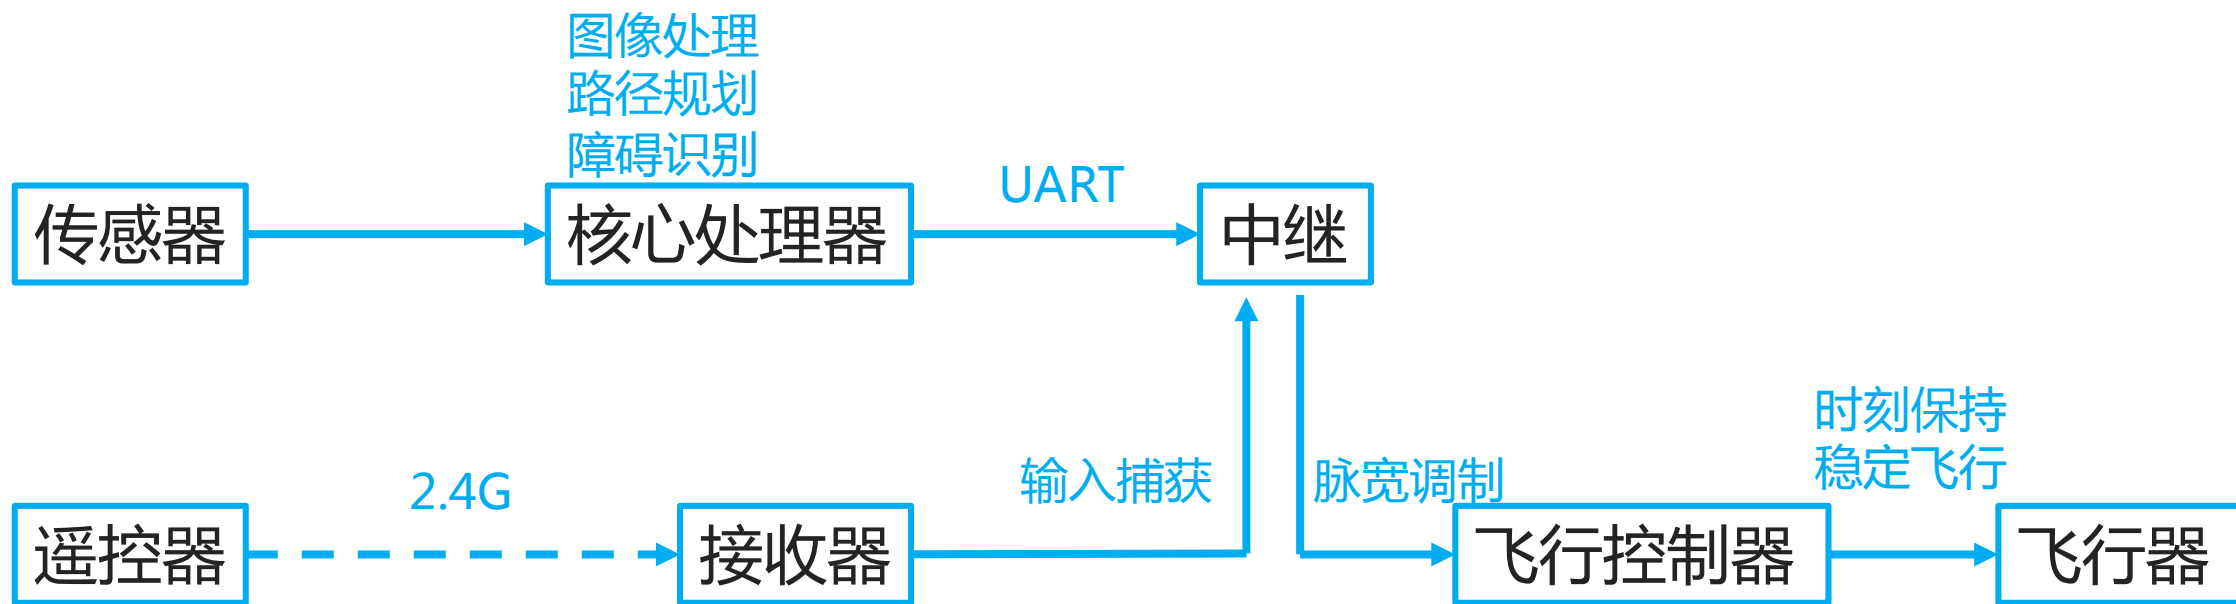 图像处理
路径规划
障碍识别
UART
传感器
核心处理器
中继
时刻保持
稳定飞行
2.4G
输入捕获
脉宽调制
遥控器
接收器
飞行控制器
飞行器